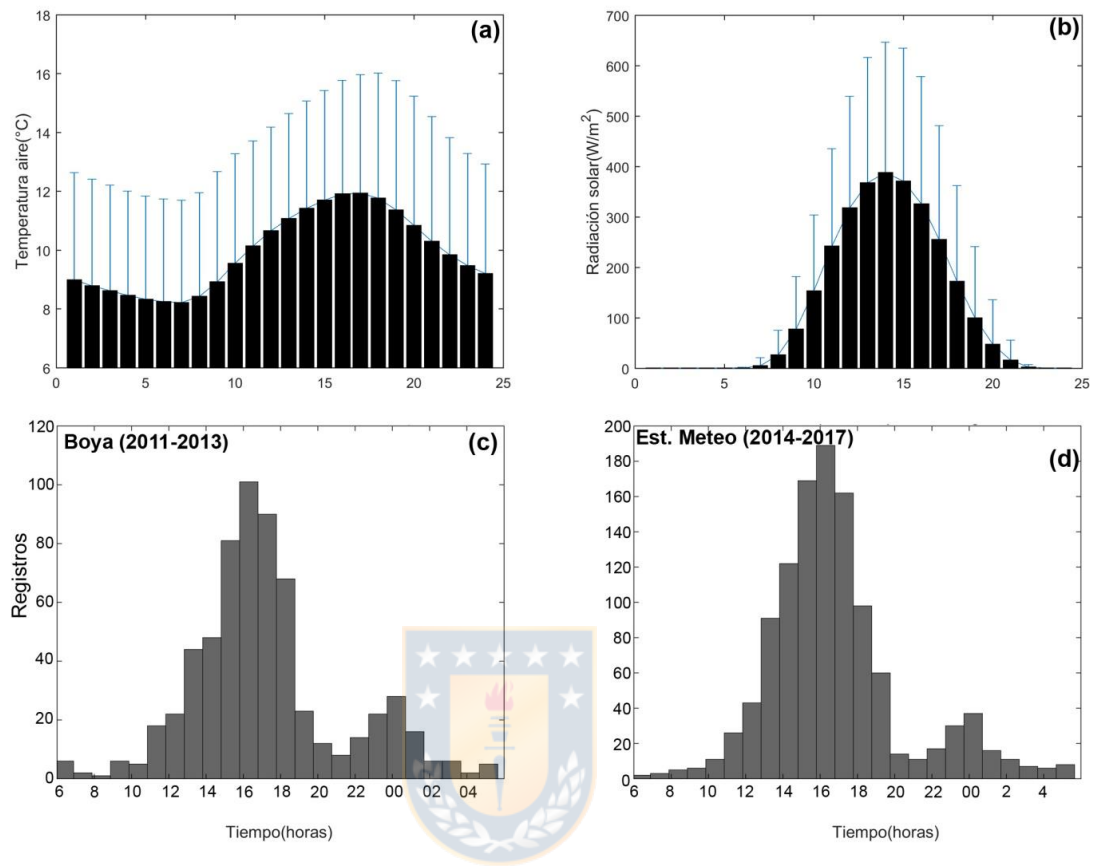 (a)
Temperatura aire(°C)
18
16
14
12
10
8
6
0 5 10 15 20 25
(b)
Radiación solar(W/m²)
700
600
500
400
300
200
100
0
0 5 10 15 20 25
Boya (2011-2013)
(c)
Registros
120
100
80
60
40
20
0
6 8 10 12 14 16 18 20 22 00 02 04
Tiempo(horas)
Est. Meteo (2014-2017)
(d)
200
180
160
140
120
100
80
60
40
20
0
6 8 10 12 14 16 18 20 22 00 2 4
Tiempo(horas)